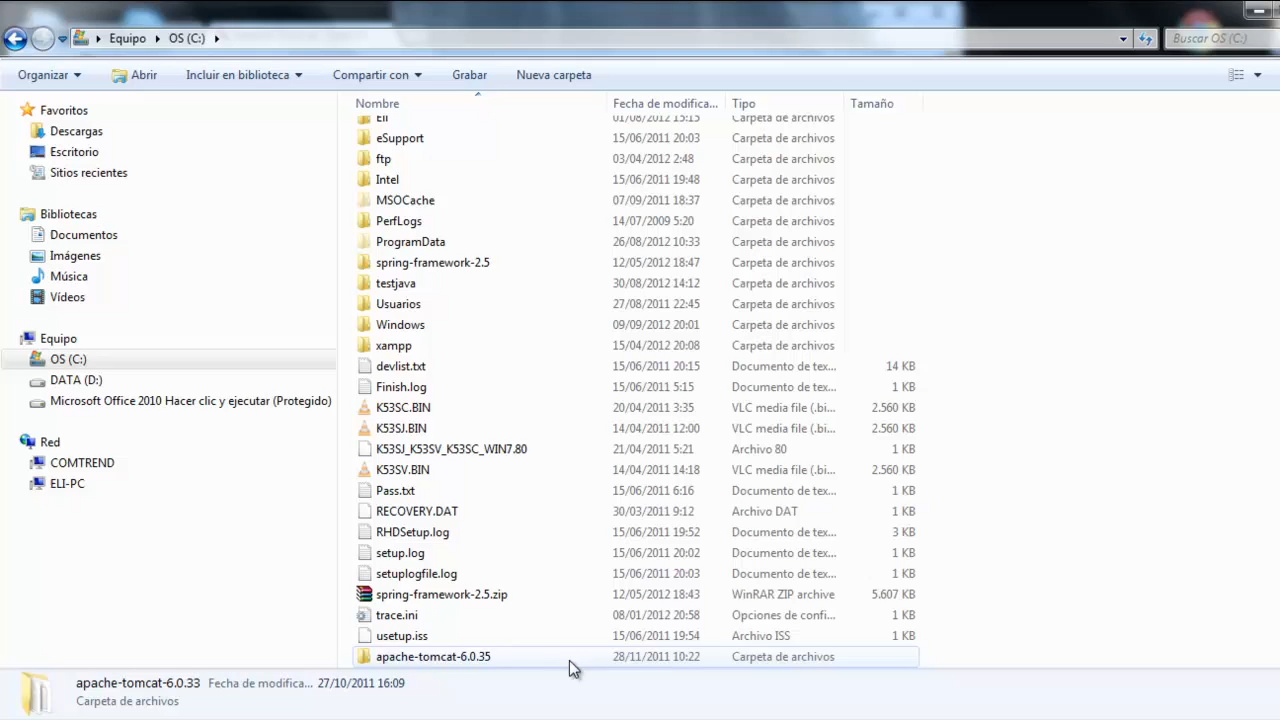 Equipo OS (C:) Buscar OS (C:)
Organizar Abrir Incluir en biblioteca Compartir con Grabar Nueva carpeta
Favoritos
Descargas
Escritorio
Sitios recientes
Bibliotecas
Documentos
Imágenes
Música
Vídeos
Equipo
OS (C:)
DATA (D:)
Microsoft Office 2010 Hacer clic y ejecutar (Protegido)
Red
COMTREND
ELI-PC
Nombre Fecha de modifica... Tipo Tamaño
Eli 01/08/2012 15:15 Carpeta de archivos
eSupport 15/06/2011 20:03 Carpeta de archivos
ftp 03/04/2012 2:48 Carpeta de archivos
Intel 15/06/2011 19:48 Carpeta de archivos
MSOCache 07/09/2011 18:37 Carpeta de archivos
PerfLogs 14/07/2009 5:20 Carpeta de archivos
ProgramData 26/08/2012 10:33 Carpeta de archivos
spring-framework-2.5 12/05/2012 18:47 Carpeta de archivos
testjava 30/08/2012 14:12 Carpeta de archivos
Usuarios 27/08/2011 22:45 Carpeta de archivos
Windows 09/09/2012 20:01 Carpeta de archivos
xampp 15/04/2012 20:08 Carpeta de archivos
devlist.txt 15/06/2011 20:15 Documento de tex... 14 KB
Finish.log 15/06/2011 5:15 Documento de tex... 1 KB
K53SC.BIN 20/04/2011 3:35 VLC media file (.bi... 2.560 KB
K53SJ.BIN 14/04/2011 12:00 VLC media file (.bi... 2.560 KB
K53SJ_K53SV_K53SC_WIN7.80 21/04/2011 5:21 Archivo 80 1 KB
K53SV.BIN 14/04/2011 14:18 VLC media file (.bi... 2.560 KB
Pass.txt 15/06/2011 6:16 Documento de tex... 1 KB
RECOVERY.DAT 30/03/2011 9:12 Archivo DAT 1 KB
RHDSetup.log 15/06/2011 19:52 Documento de tex... 3 KB
setup.log 15/06/2011 20:02 Documento de tex... 1 KB
setuplogfile.log 15/06/2011 20:03 Documento de tex... 1 KB
spring-framework-2.5.zip 12/05/2012 18:43 WinRAR ZIP archive 5.607 KB
trace.ini 08/01/2012 20:58 Opciones de confi... 1 KB
usetup.iss 15/06/2011 19:54 Archivo ISS 1 KB
apache-tomcat-6.0.35 28/11/2011 10:22 Carpeta de archivos
apache-tomcat-6.0.33 Fecha de modifica... 27/10/2011 16:09
Carpeta de archivos